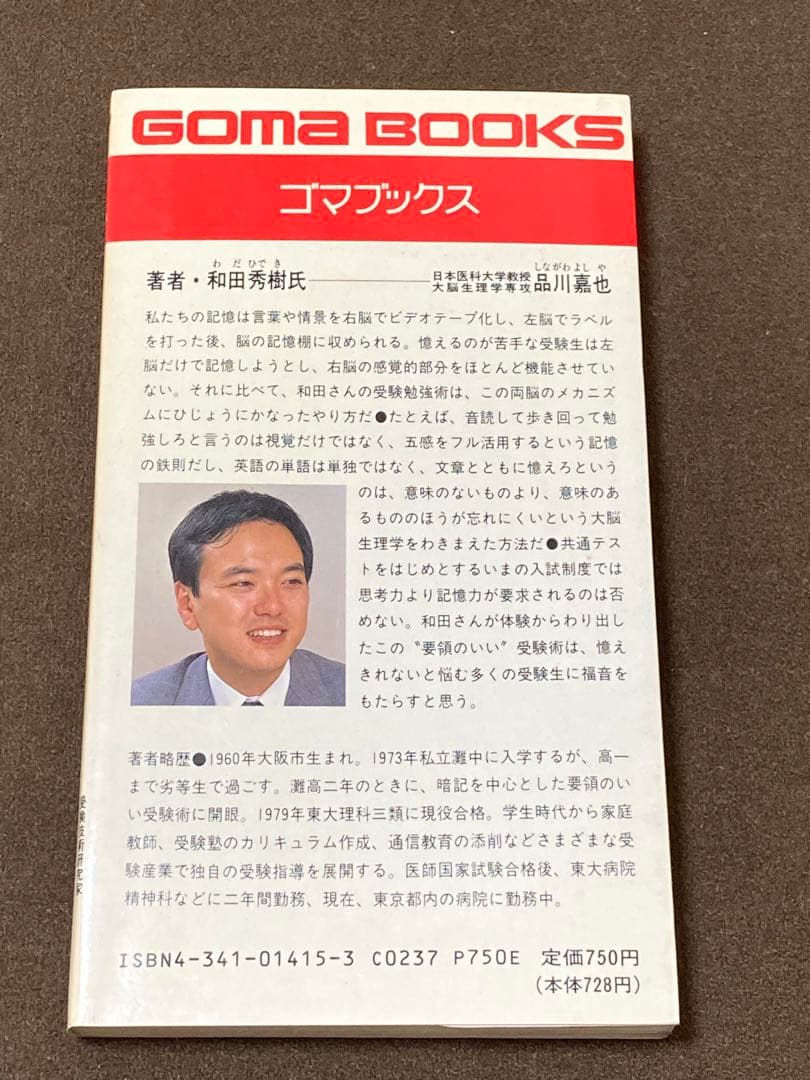 GOMA BOOKS
ゴマブックス
わだひでき
著者・和田秀樹氏
日本医科大学教授
大脳生理学専攻
しながわよしや
品川嘉也
私たちの記憶は言葉や情景を右脳でビデオテープ化し、左脳でラベル
を打った後、脳の記憶棚に収められる。憶えるのが苦手な受験生は左
脳だけで記憶しようとし、右脳の感覚的部分をほとんど機能させてい
ない。それに比べて、和田さんの受験勉強術は、この両脳のメカニズ
ムにひじょうにかなったやり方だ●たとえば、音読して歩き回って勉
強しろと言うのは視覚だけではなく、五感をフル活用するという記憶
の鉄則だし、英語の単語は単独ではなく、文章とともに憶えろという
のは、意味のないものより、意味のあ
るもののほうが忘れにくいという大脳
生理学をわきまえた方法だ●共通テス
トをはじめとするいまの入試制度では
思考力より記憶力が要求されるのは否
めない。和田さんが体験からわり出し
たこの〝要領のいい〟受験術は、憶え
きれないと悩む多くの受験生に福音を
もたらすと思う。
著者略歴●1960年大阪市生まれ。1973年私立灘中に入学するが、高一
まで劣等生で過ごす。灘高二年のときに、暗記を中心とした要領のい
い受験術に開眼。1979年東大理科三類に現役合格。学生時代から家庭
教師、受験塾のカリキュラム作成、通信教育の添削などさまざまな受
験産業で独自の受験指導を展開する。医師国家試験合格後、東大病院
精神科などに二年間勤務、現在、東京都内の病院に勤務中。
ISBN4-341-01415-3 C0237 P750E 定価750円
(本体728円)
受験技術研究家